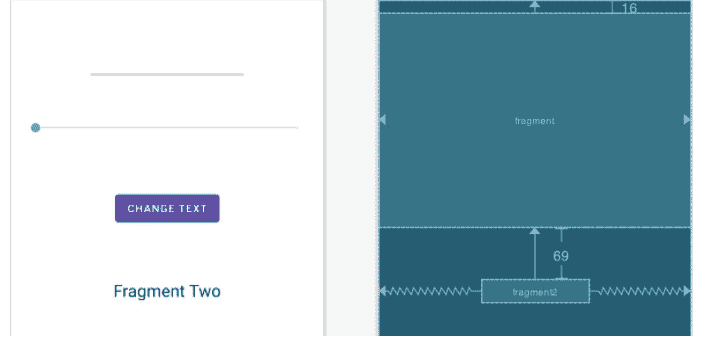 16
fragment
CHANGE TEXT
69
Fragment Two
fragment2